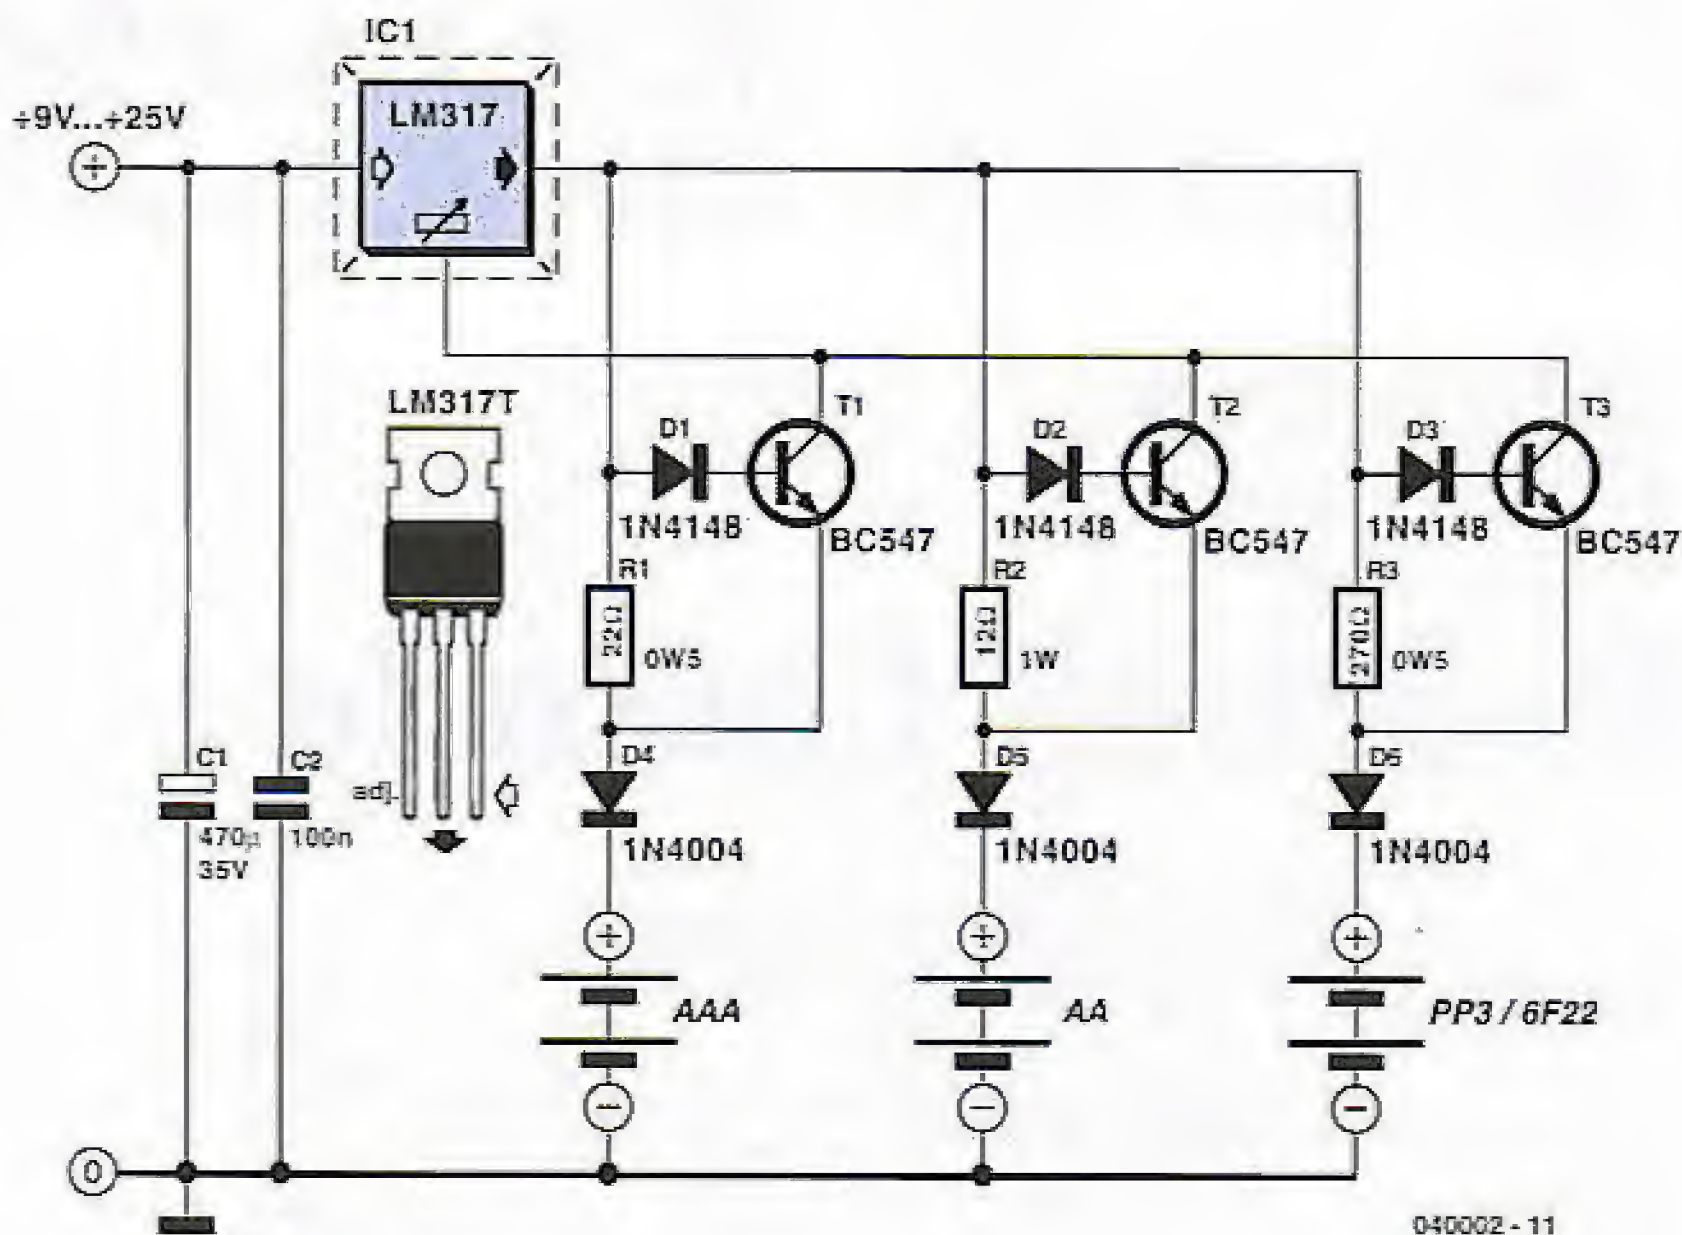 IC1
LM317
+9V...+25V
LM317T
adj.
C1
470µ
35V
C2
100n
D1
1N4148
T1
BC547
R1
22Ω
0W5
D4
1N4004
AAA
D2
1N4148
T2
BC547
R2
12Ω
1W
D5
1N4004
AA
D3
1N4148
T3
BC547
R3
270Ω
0W5
D6
1N4004
PP3 / 6F22
0
040002 - 11